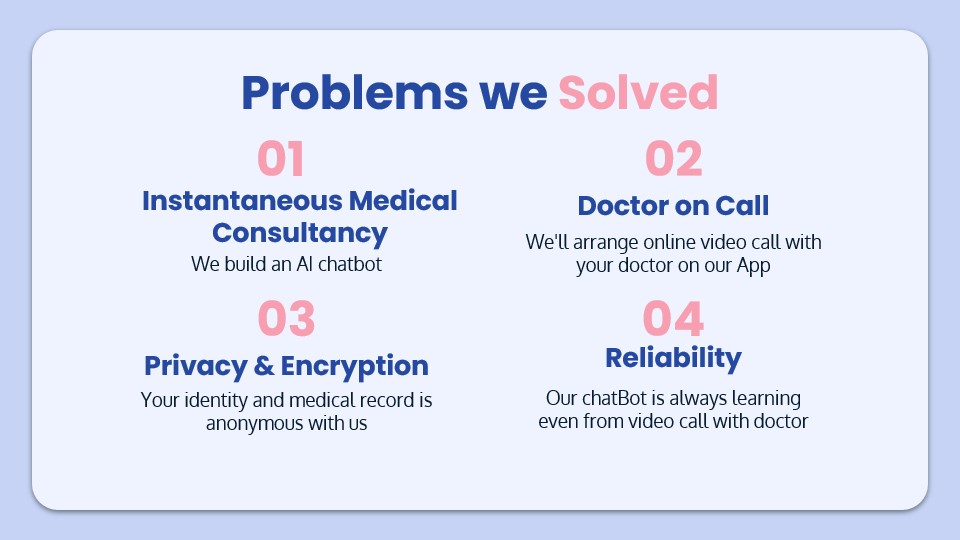 Problems we Solved
01
Instantaneous Medical
Consultancy
We build an AI chatbot
02
Doctor on Call
We'll arrange online video call with
your doctor on our App
03
Privacy & Encryption
Your identity and medical record is
anonymous with us
04
Reliability
Our chatBot is always learning
even from video call with doctor